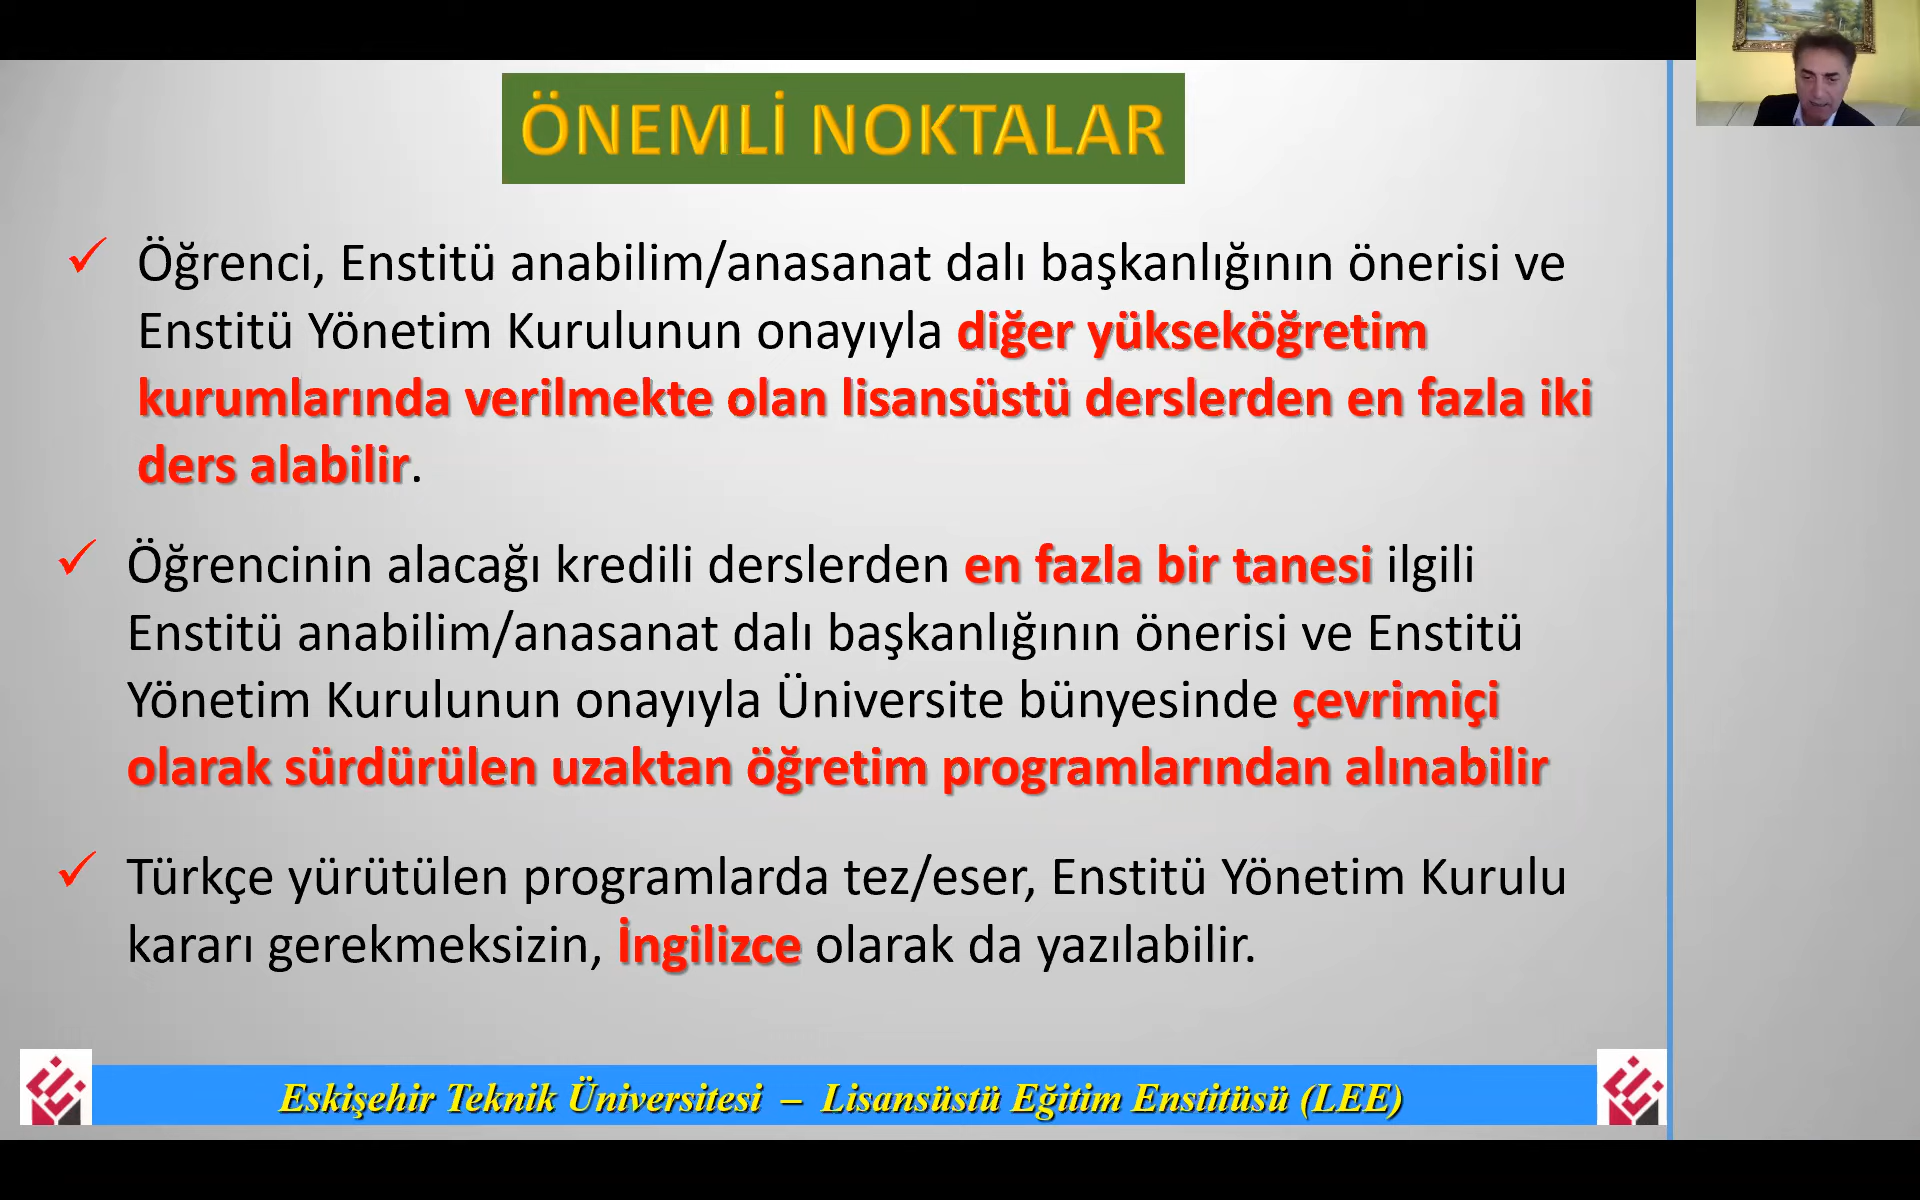 ÖNEMLİ NOKTALAR
Öğrenci, Enstitü anabilim/anasanat dalı başkanlığının önerisi ve
Enstitü Yönetim Kurulunun onayıyla diğer yükseköğretim
kurumlarında verilmekte olan lisansüstü derslerden en fazla iki
ders alabilir.
Öğrencinin alacağı kredili derslerden en fazla bir tanesi ilgili
Enstitü anabilim/anasanat dalı başkanlığının önerisi ve Enstitü
Yönetim Kurulunun onayıyla Üniversite bünyesinde çevrimiçi
olarak sürdürülen uzaktan öğretim programlarından alınabilir
Türkçe yürütülen programlarda tez/eser, Enstitü Yönetim Kurulu
kararı gerekmeksizin, İngilizce olarak da yazılabilir.
Eskişehir Teknik Üniversitesi – Lisansüstü Eğitim Enstitüsü (LEE)